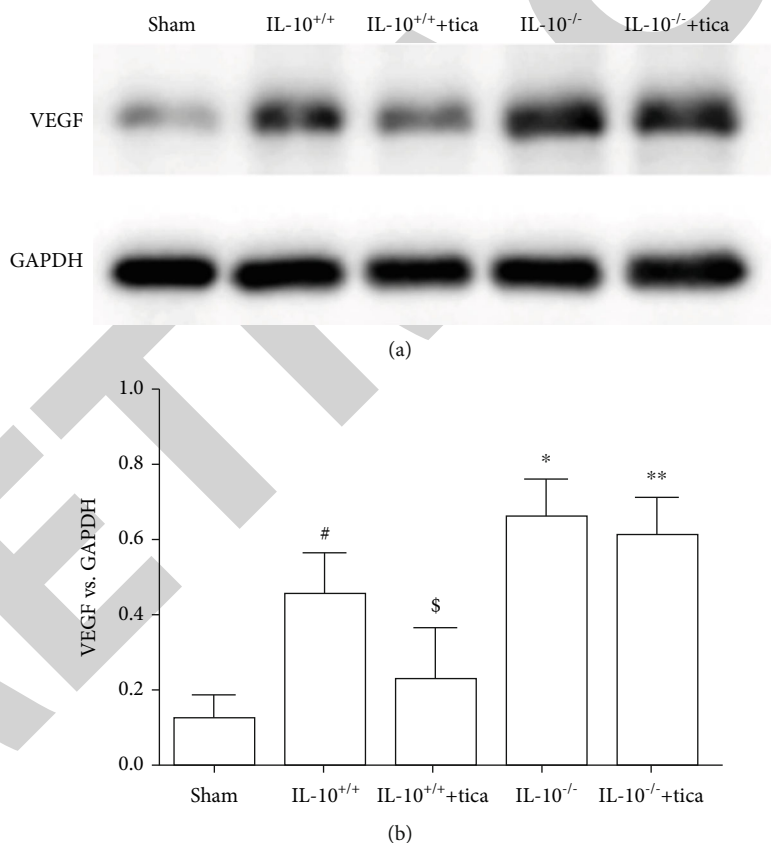 Sham IL-10+/+ IL-10+/++tica IL-10-/- IL-10-/-+tica
VEGF
GAPDH
(a)
1.0
0.8
0.6
0.4
0.2
0.0
VEGF vs. GAPDH
#
$
*
**
Sham IL-10+/+ IL-10+/++tica IL-10-/- IL-10-/-+tica
(b)